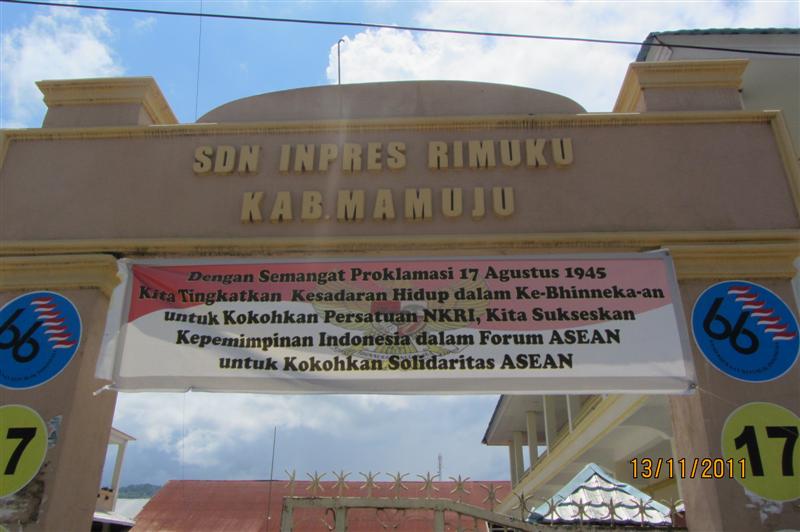 SDN INPRES RIMUKU
KAB.MAMUJU
Dengan Semangat Proklamasi 17 Agustus 1945
Kita Tingkatkan Kesadaran Hidup dalam Ke-Bhinneka-an
untuk Kokohkan Persatuan NKRI, Kita Sukseskan
Kepemimpinan Indonesia dalam Forum ASEAN
untuk Kokohkan Solidaritas ASEAN
66
66
7
17
13/11/2011